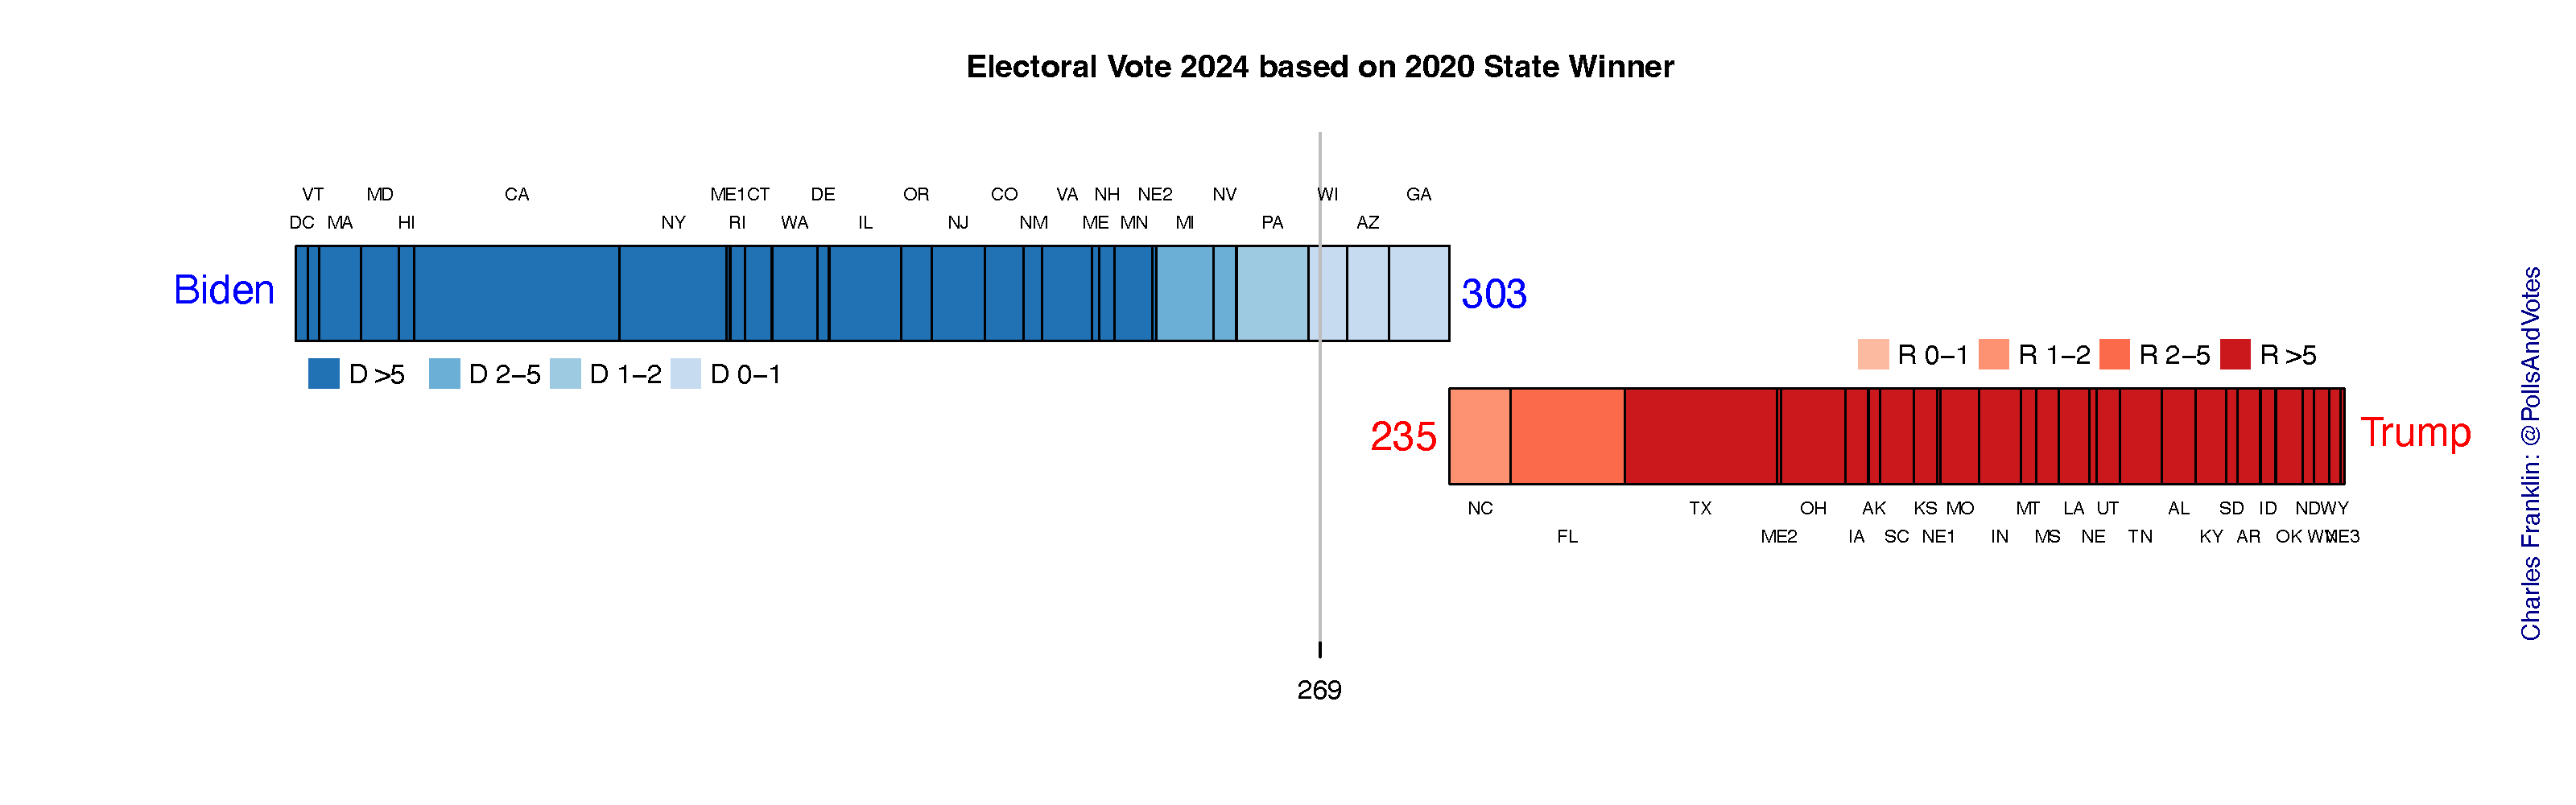 Electoral Vote 2024 based on 2020 State Winner
VT MD CA ME1 CT DE OR CO VA NH NE2 NV WI GA
DC MA HI NY RI WA IL NJ NM ME MN MI PA AZ
Biden
303
D >5 D 2–5 D 1–2 D 0–1
R 0–1 R 1–2 R 2–5 R >5
235
Trump
NC TX OH AK KS MO MT LA UT AL SD ID ND WY
FL ME2 IA SC NE1 IN MS NE TN KY AR OK WV NE3
269
Charles Franklin: @PollsAndVotes